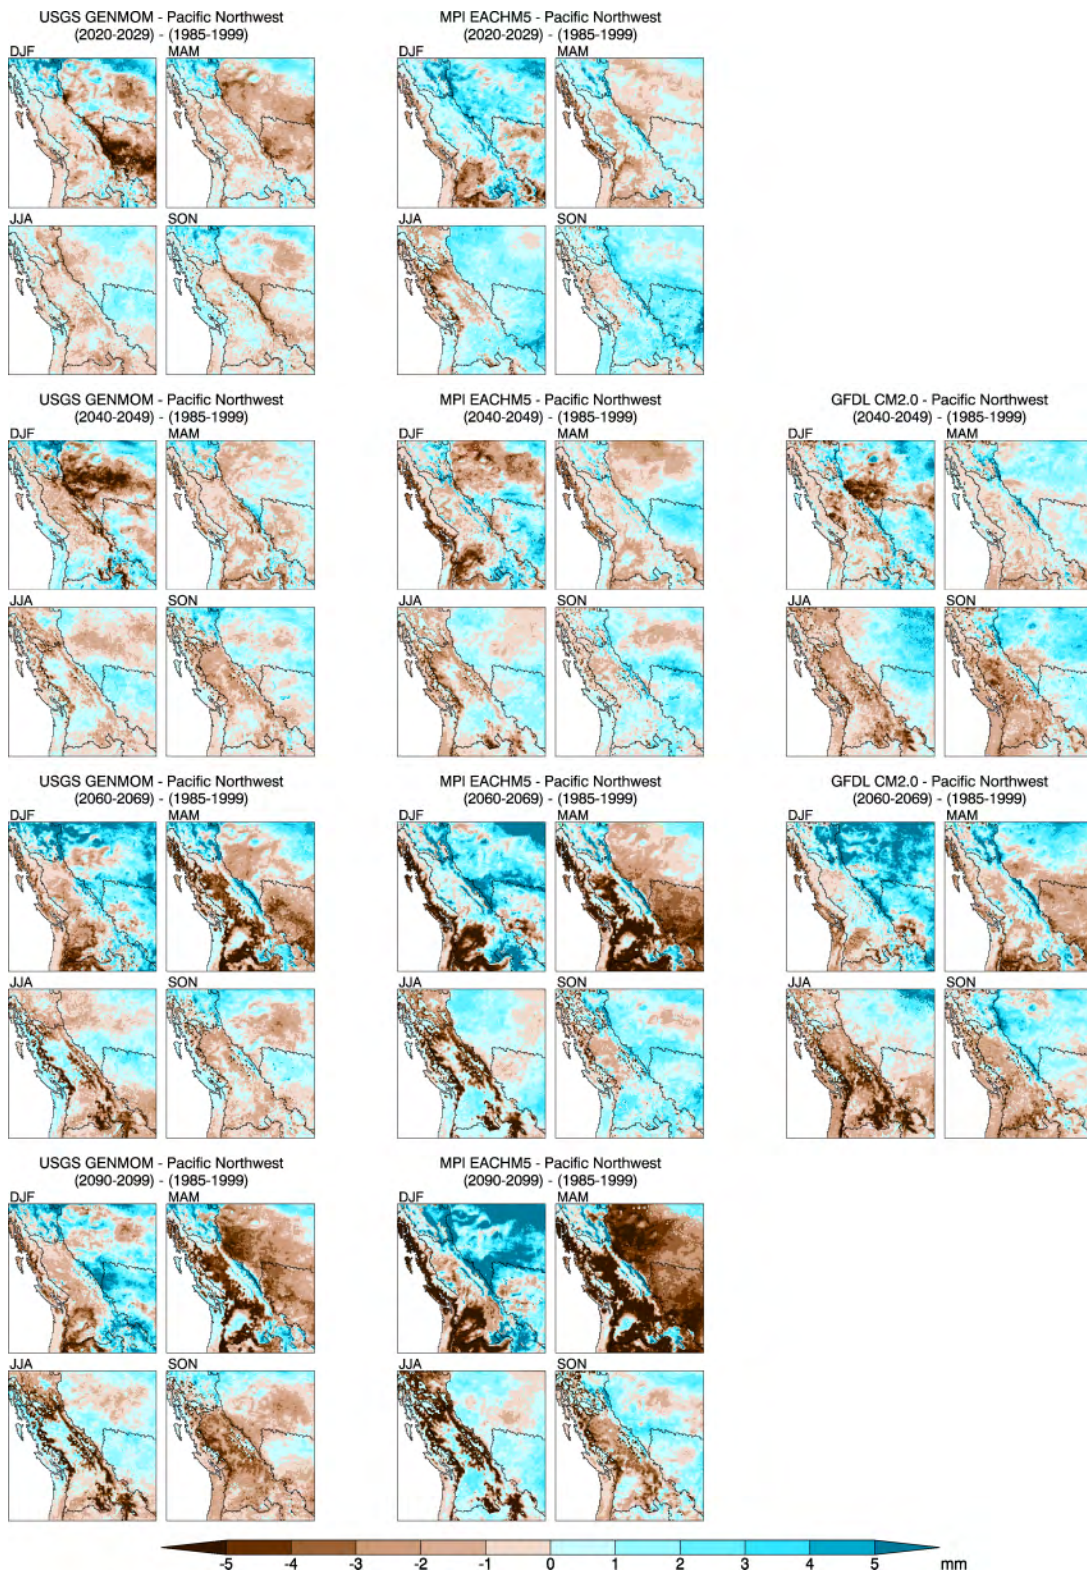 USGS GENMOM - Pacific Northwest
(2020-2029) - (1985-1999)
DJF
MAM
JJA
SON
MPI EACHM5 - Pacific Northwest
(2020-2029) - (1985-1999)
DJF
MAM
JJA
SON
USGS GENMOM - Pacific Northwest
(2040-2049) - (1985-1999)
DJF
MAM
JJA
SON
MPI EACHM5 - Pacific Northwest
(2040-2049) - (1985-1999)
DJF
MAM
JJA
SON
GFDL CM2.0 - Pacific Northwest
(2040-2049) - (1985-1999)
DJF
MAM
JJA
SON
USGS GENMOM - Pacific Northwest
(2060-2069) - (1985-1999)
DJF
MAM
JJA
SON
MPI EACHM5 - Pacific Northwest
(2060-2069) - (1985-1999)
DJF
MAM
JJA
SON
GFDL CM2.0 - Pacific Northwest
(2060-2069) - (1985-1999)
DJF
MAM
JJA
SON
USGS GENMOM - Pacific Northwest
(2090-2099) - (1985-1999)
DJF
MAM
JJA
SON
MPI EACHM5 - Pacific Northwest
(2090-2099) - (1985-1999)
DJF
MAM
JJA
SON
-5 -4 -3 -2 -1 0 1 2 3 4 5 mm